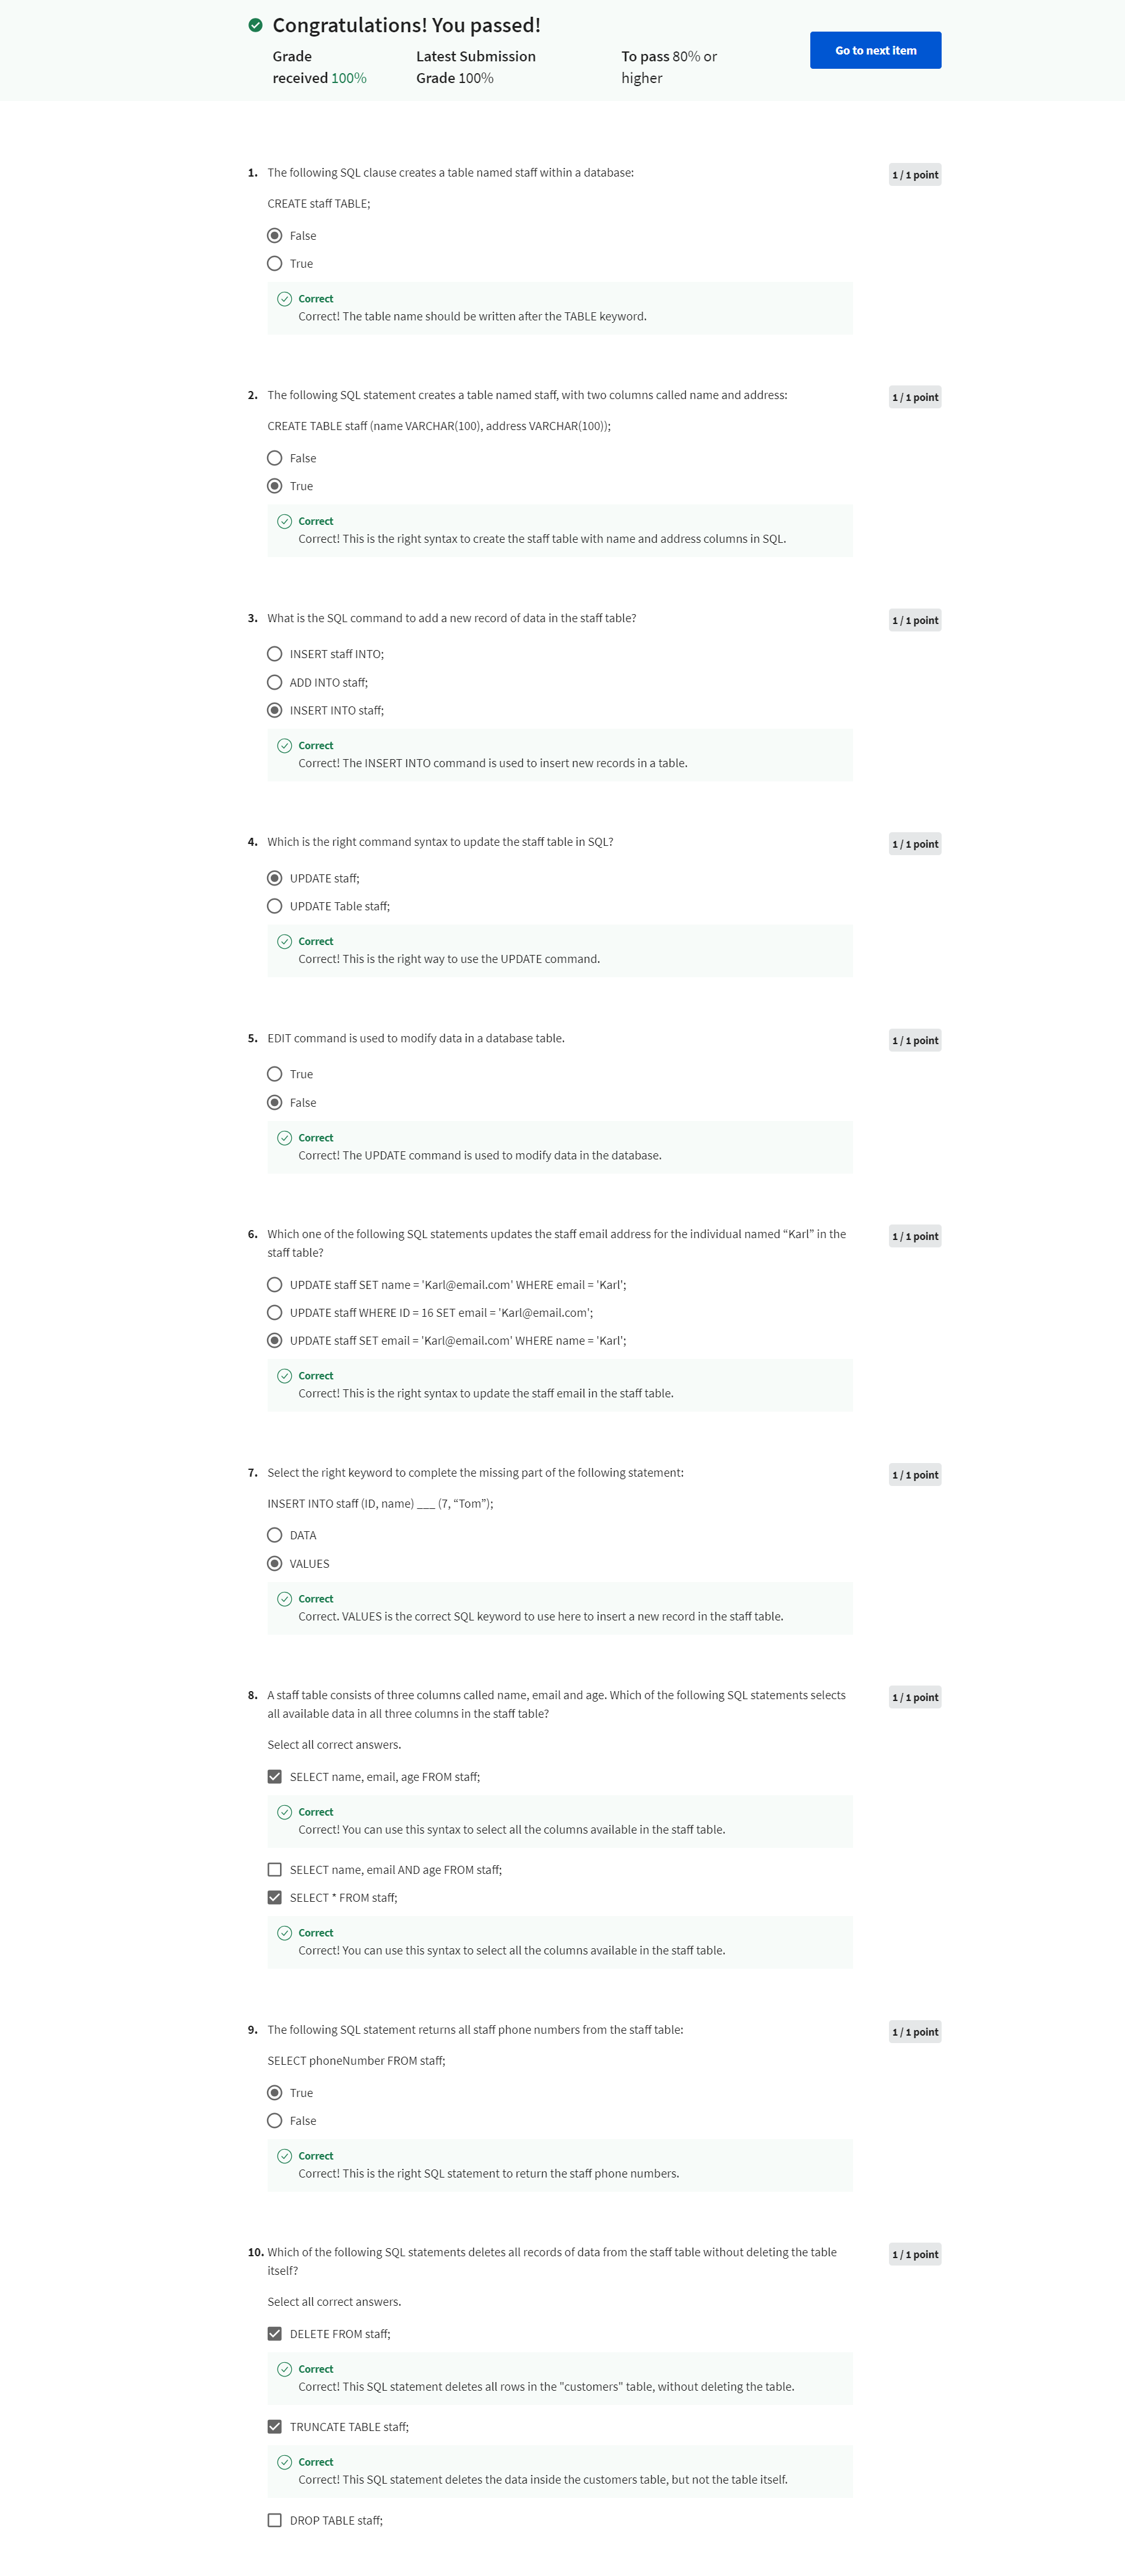 Congratulations! You passed!
Grade received 100%
Latest Submission Grade 100%
To pass 80% or higher
Go to next item
1. The following SQL clause creates a table named staff within a database:
1 / 1 point
CREATE staff TABLE;
False
True
Correct
Correct! The table name should be written after the TABLE keyword.
2. The following SQL statement creates a table named staff, with two columns called name and address:
1 / 1 point
CREATE TABLE staff (name VARCHAR(100), address VARCHAR(100));
False
True
Correct
Correct! This is the right syntax to create the staff table with name and address columns in SQL.
3. What is the SQL command to add a new record of data in the staff table?
1 / 1 point
INSERT staff INTO;
ADD INTO staff;
INSERT INTO staff;
Correct
Correct! The INSERT INTO command is used to insert new records in a table.
4. Which is the right command syntax to update the staff table in SQL?
1 / 1 point
UPDATE staff;
UPDATE Table staff;
Correct
Correct! This is the right way to use the UPDATE command.
5. EDIT command is used to modify data in a database table.
1 / 1 point
True
False
Correct
Correct! The UPDATE command is used to modify data in the database.
6. Which one of the following SQL statements updates the staff email address for the individual named “Karl” in the
staff table?
1 / 1 point
UPDATE staff SET name = 'Karl@email.com' WHERE email = 'Karl';
UPDATE staff WHERE ID = 16 SET email = 'Karl@email.com';
UPDATE staff SET email = 'Karl@email.com' WHERE name = 'Karl';
Correct
Correct! This is the right syntax to update the staff email in the staff table.
7. Select the right keyword to complete the missing part of the following statement:
1 / 1 point
INSERT INTO staff (ID, name) ___ (7, “Tom”);
DATA
VALUES
Correct
Correct. VALUES is the correct SQL keyword to use here to insert a new record in the staff table.
8. A staff table consists of three columns called name, email and age. Which of the following SQL statements selects
all available data in all three columns in the staff table?
1 / 1 point
Select all correct answers.
SELECT name, email, age FROM staff;
Correct
Correct! You can use this syntax to select all the columns available in the staff table.
SELECT name, email AND age FROM staff;
SELECT * FROM staff;
Correct
Correct! You can use this syntax to select all the columns available in the staff table.
9. The following SQL statement returns all staff phone numbers from the staff table:
1 / 1 point
SELECT phoneNumber FROM staff;
True
False
Correct
Correct! This is the right SQL statement to return the staff phone numbers.
10. Which of the following SQL statements deletes all records of data from the staff table without deleting the table
itself?
1 / 1 point
Select all correct answers.
DELETE FROM staff;
Correct
Correct! This SQL statement deletes all rows in the "customers" table, without deleting the table.
TRUNCATE TABLE staff;
Correct
Correct! This SQL statement deletes the data inside the customers table, but not the table itself.
DROP TABLE staff;